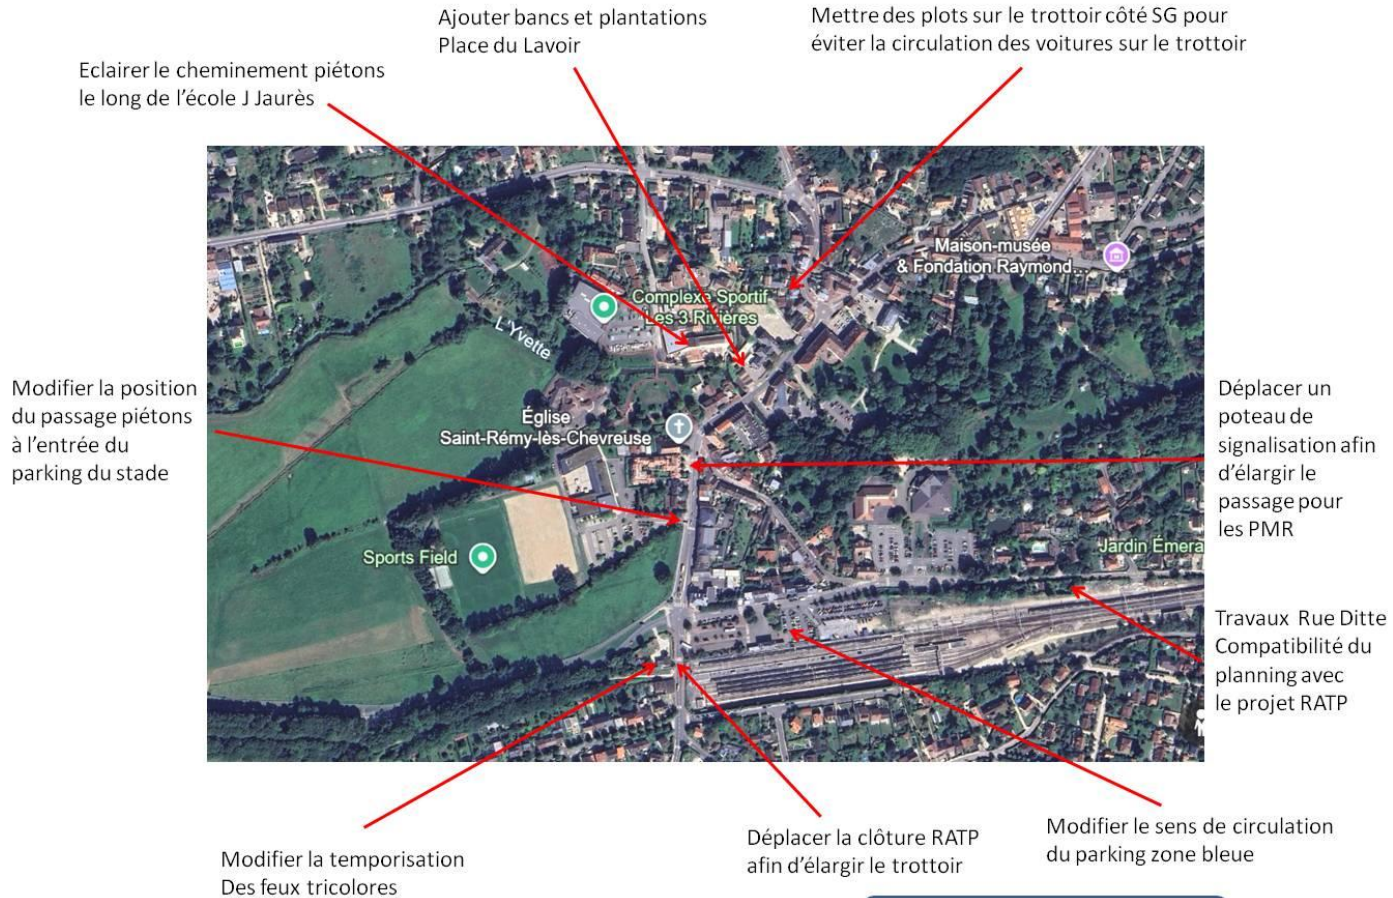 Ajouter bancs et plantations
Place du Lavoir
Mettre des plots sur le trottoir côté SG pour
éviter la circulation des voitures sur le trottoir
Eclairer le cheminement piétons
le long de l'école J Jaurès
Maison-musée
& Fondation Raymond...
Complexe Sportif
Les 3 Rivières
L'Yvette
Modifier la position
du passage piétons
à l'entrée du
parking du stade
Église
Saint-Rémy-lès-Chevreuse
Déplacer un
poteau de
signalisation afin
d'élargir le
passage pour
les PMR
Sports Field
Jardin Émera
Travaux Rue Ditte
Compatibilité du
planning avec
le projet RATP
Modifier la temporisation
Des feux tricolores
Déplacer la clôture RATP
afin d'élargir le trottoir
Modifier le sens de circulation
du parking zone bleue